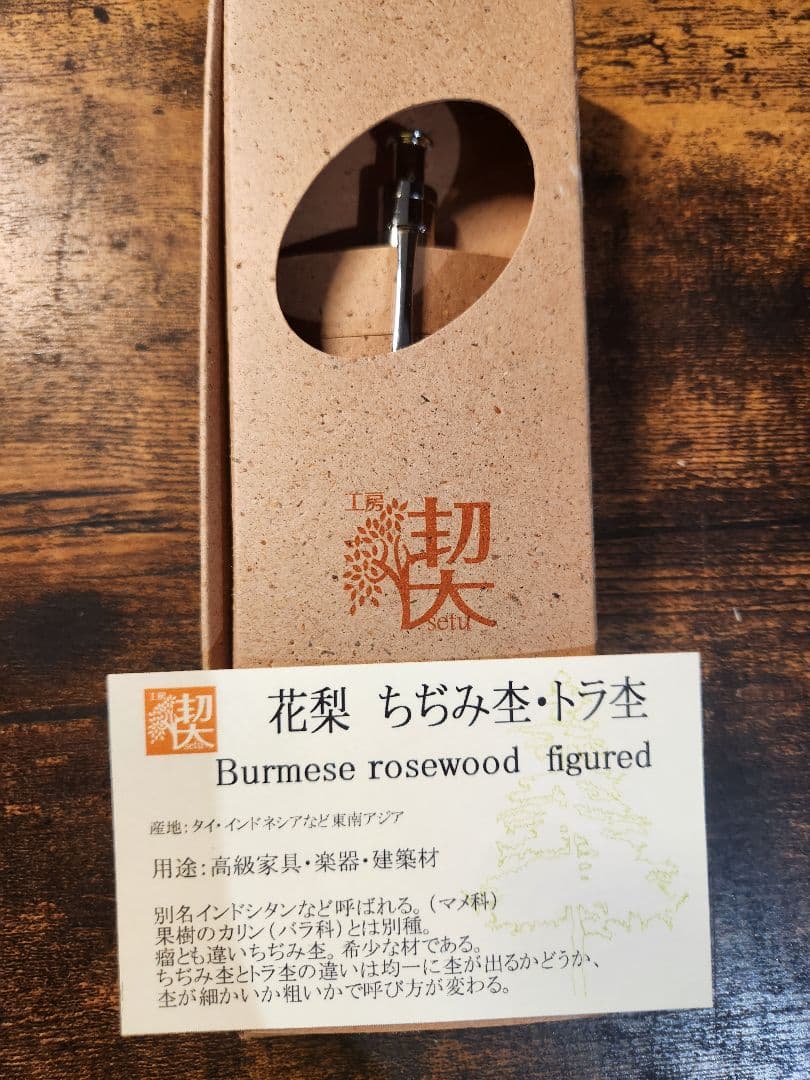 工房
契
setu
工房
契
setu
花梨 ちぢみ杢・トラ杢
Burmese rosewood figured
産地：タイ・インドネシアなど東南アジア
用途：高級家具・楽器・建築材
別名インドシタンなど呼ばれる。（マメ科）
果樹のカリン（バラ科）とは別種。
瘤とも違いちぢみ杢。希少な材である。
ちぢみ杢とトラ杢の違いは均一に杢が出るかどうか、
杢が細かいか粗いかで呼び方が変わる。